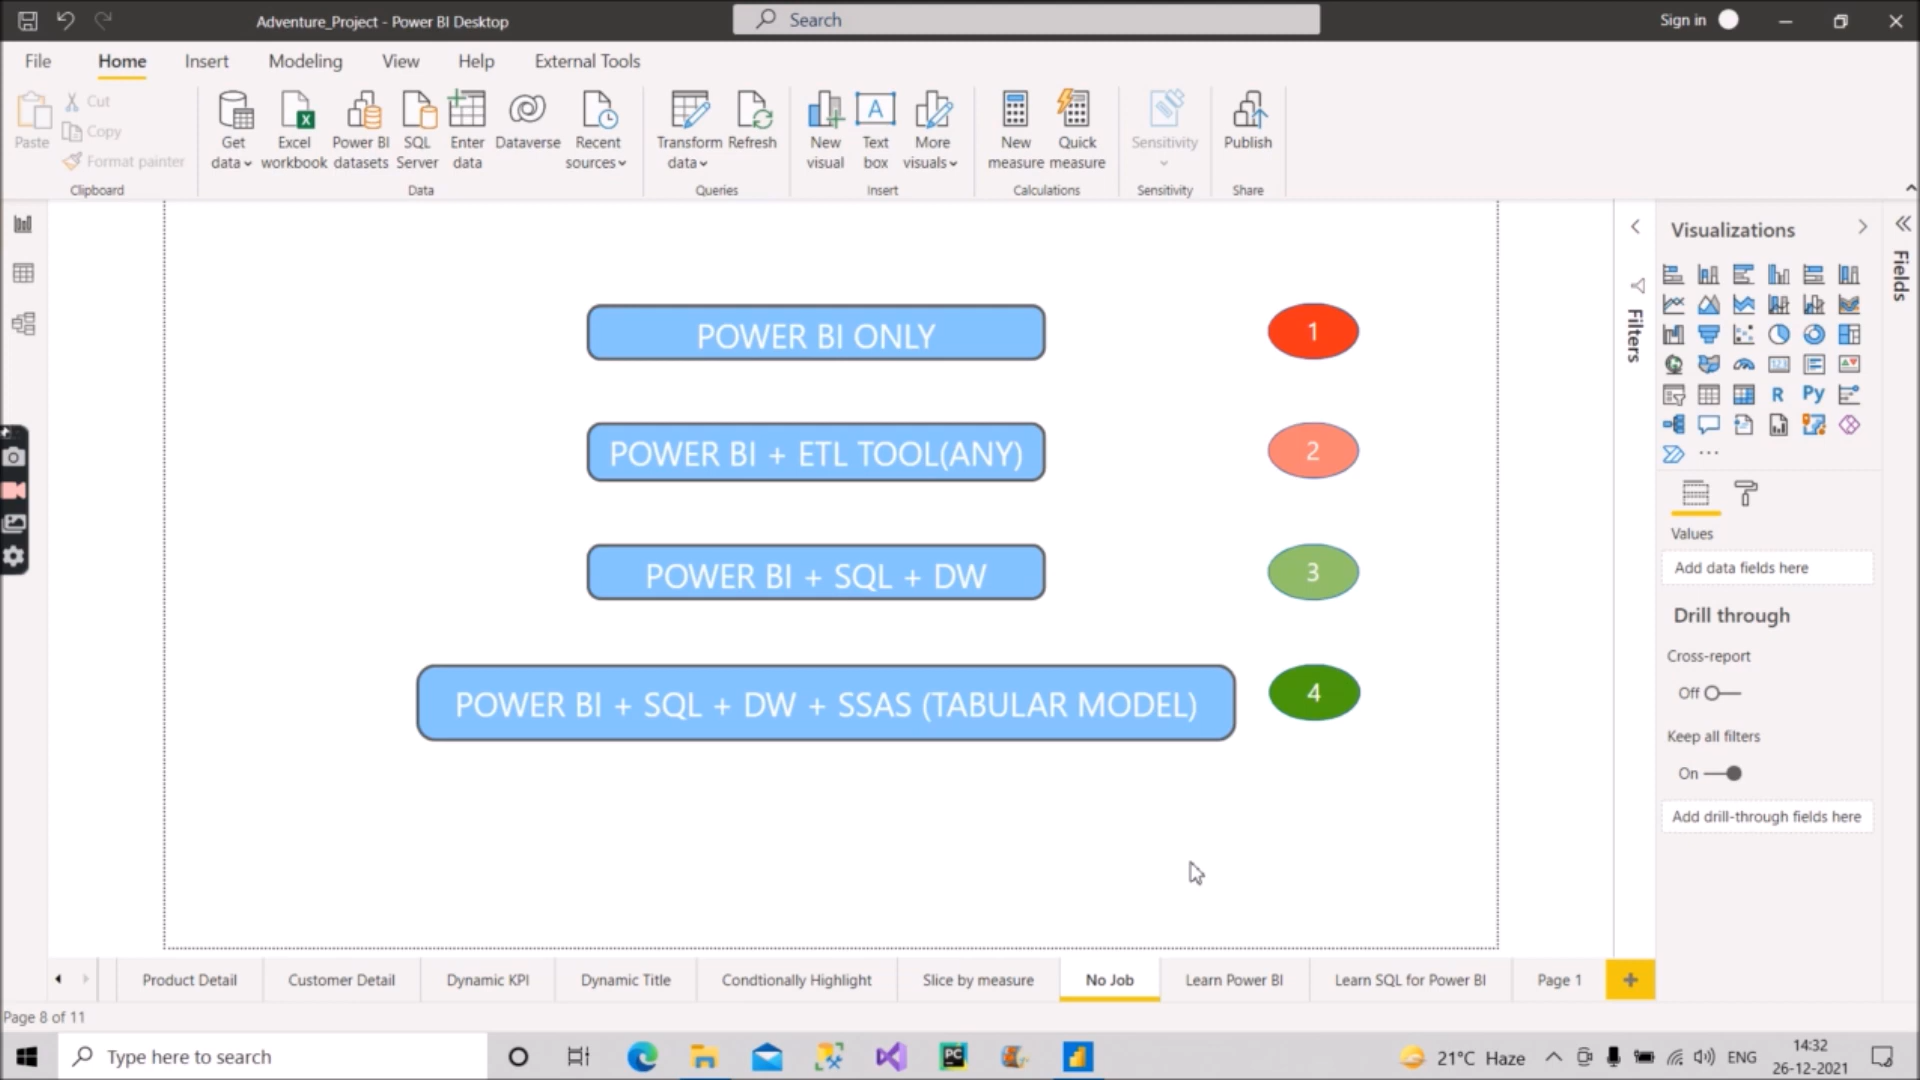 Adventure_Project - Power BI Desktop
Search
Sign in
File Home Insert Modeling View Help External Tools
Paste
Cut
Copy
Format painter
Clipboard
Get data
Excel workbook
Power BI datasets
SQL Server
Enter data
Dataverse
Recent sources
Data
Transform data
Refresh
Queries
New visual
Text box
More visuals
Insert
New measure
Quick measure
Calculations
Sensitivity
Sensitivity
Publish
Share
POWER BI ONLY 1
POWER BI + ETL TOOL(ANY) 2
POWER BI + SQL + DW 3
POWER BI + SQL + DW + SSAS (TABULAR MODEL) 4
Filters
Visualizations
Fields
R Py
Values
Add data fields here
Drill through
Cross-report
Off
Keep all filters
On
Add drill-through fields here
Product Detail Customer Detail Dynamic KPI Dynamic Title Condtionally Highlight Slice by measure No Job Learn Power BI Learn SQL for Power BI Page 1 +
Page 8 of 11
Type here to search
PC
21°C Haze
ENG
14:32
26-12-2021